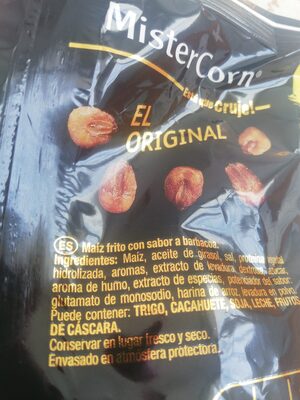 MisterCorn®
cruje!
EL
ORIGINAL
ES Maíz frito con sabor a barbacoa.
Ingredientes: Maíz, aceite de girasol, sal, proteína vegetal
hidrolizada, aromas, extracto de levadura, dextrosa, azúcar,
aroma de humo, extracto de especias, potenciador del sabor:
glutamato de monosodio, harina de arroz, levadura en polvo.
Puede contener: TRIGO, CACAHUETE, SOJA, LECHE, FRUTOS
DE CÁSCARA.
Conservar en lugar fresco y seco.
Envasado en atmósfera protectora.